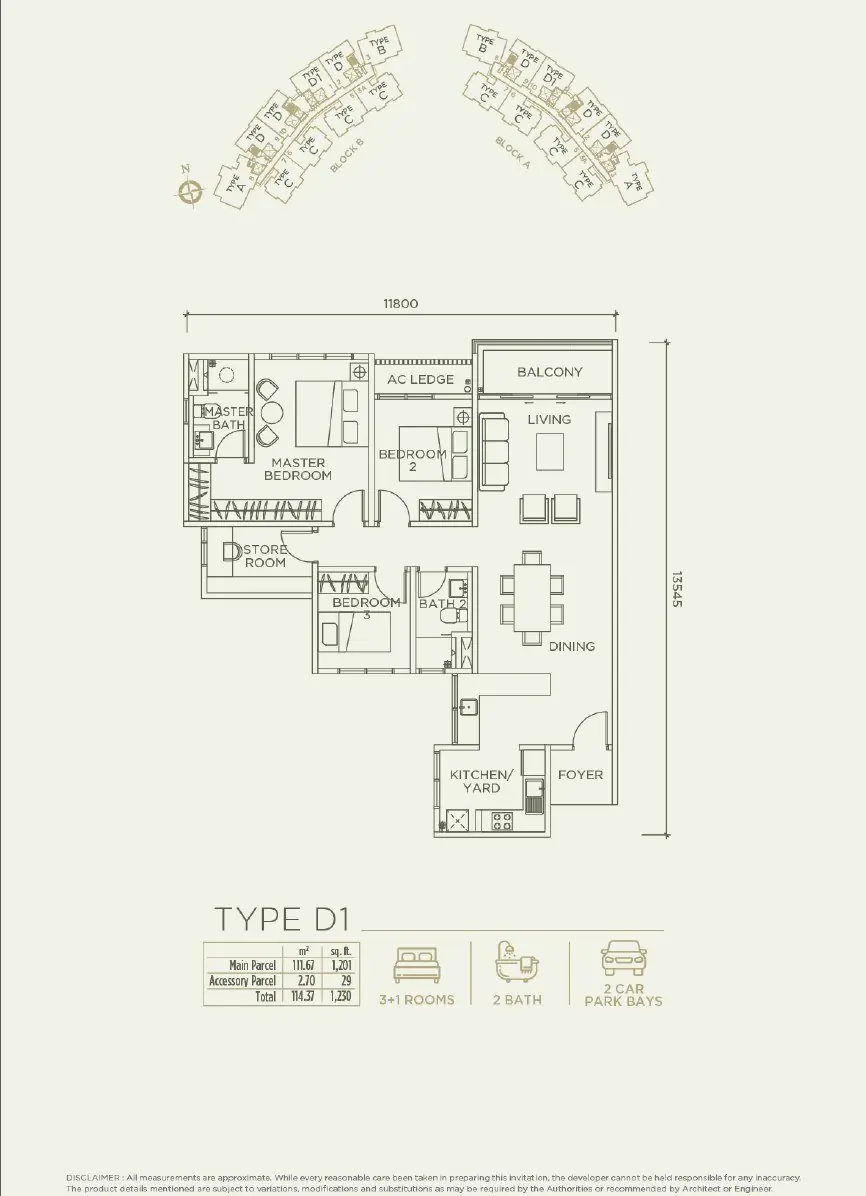 TYPE B
TYPE D
TYPE D1
TYPE D
TYPE D
TYPE A
TYPE C
TYPE C
TYPE C
TYPE C
BLOCK B
N
TYPE B
TYPE D
TYPE D1
TYPE D
TYPE D
TYPE A
TYPE C
TYPE C
TYPE C
TYPE C
BLOCK A
11800
13545
AC LEDGE
BALCONY
MASTER
BATH
MASTER
BEDROOM
BEDROOM
2
LIVING
STORE
ROOM
BEDROOM
3
BATH 2
DINING
KITCHEN/
YARD
FOYER
TYPE D1
m² sq. ft.
Main Parcel 111.67 1,201
Accessory Parcel 2.70 29
Total 114.37 1,230
3+1 ROOMS
2 BATH
2 CAR
PARK BAYS
DISCLAIMER : All measurements are approximate. While every reasonable care been taken in preparing this invitation, the developer cannot be held responsible for any inaccuracy.
The product details mentioned are subject to variations, modifications and substitutions as may be required by the Authorities or recommended by Architect or Engineer.